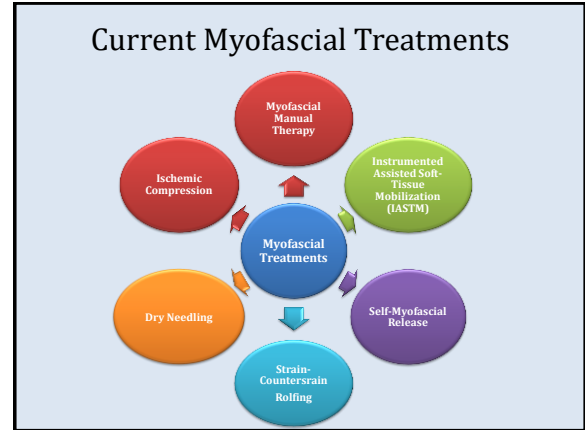 Current Myofascial Treatments
Myofascial
Manual
Therapy
Instrumented
Assisted Soft-
Tissue
Mobilization
(IASTM)
Self-Myofascial
Release
Strain-
Countersrain
Rolfing
Dry Needling
Ischemic
Compression
Myofascial
Treatments